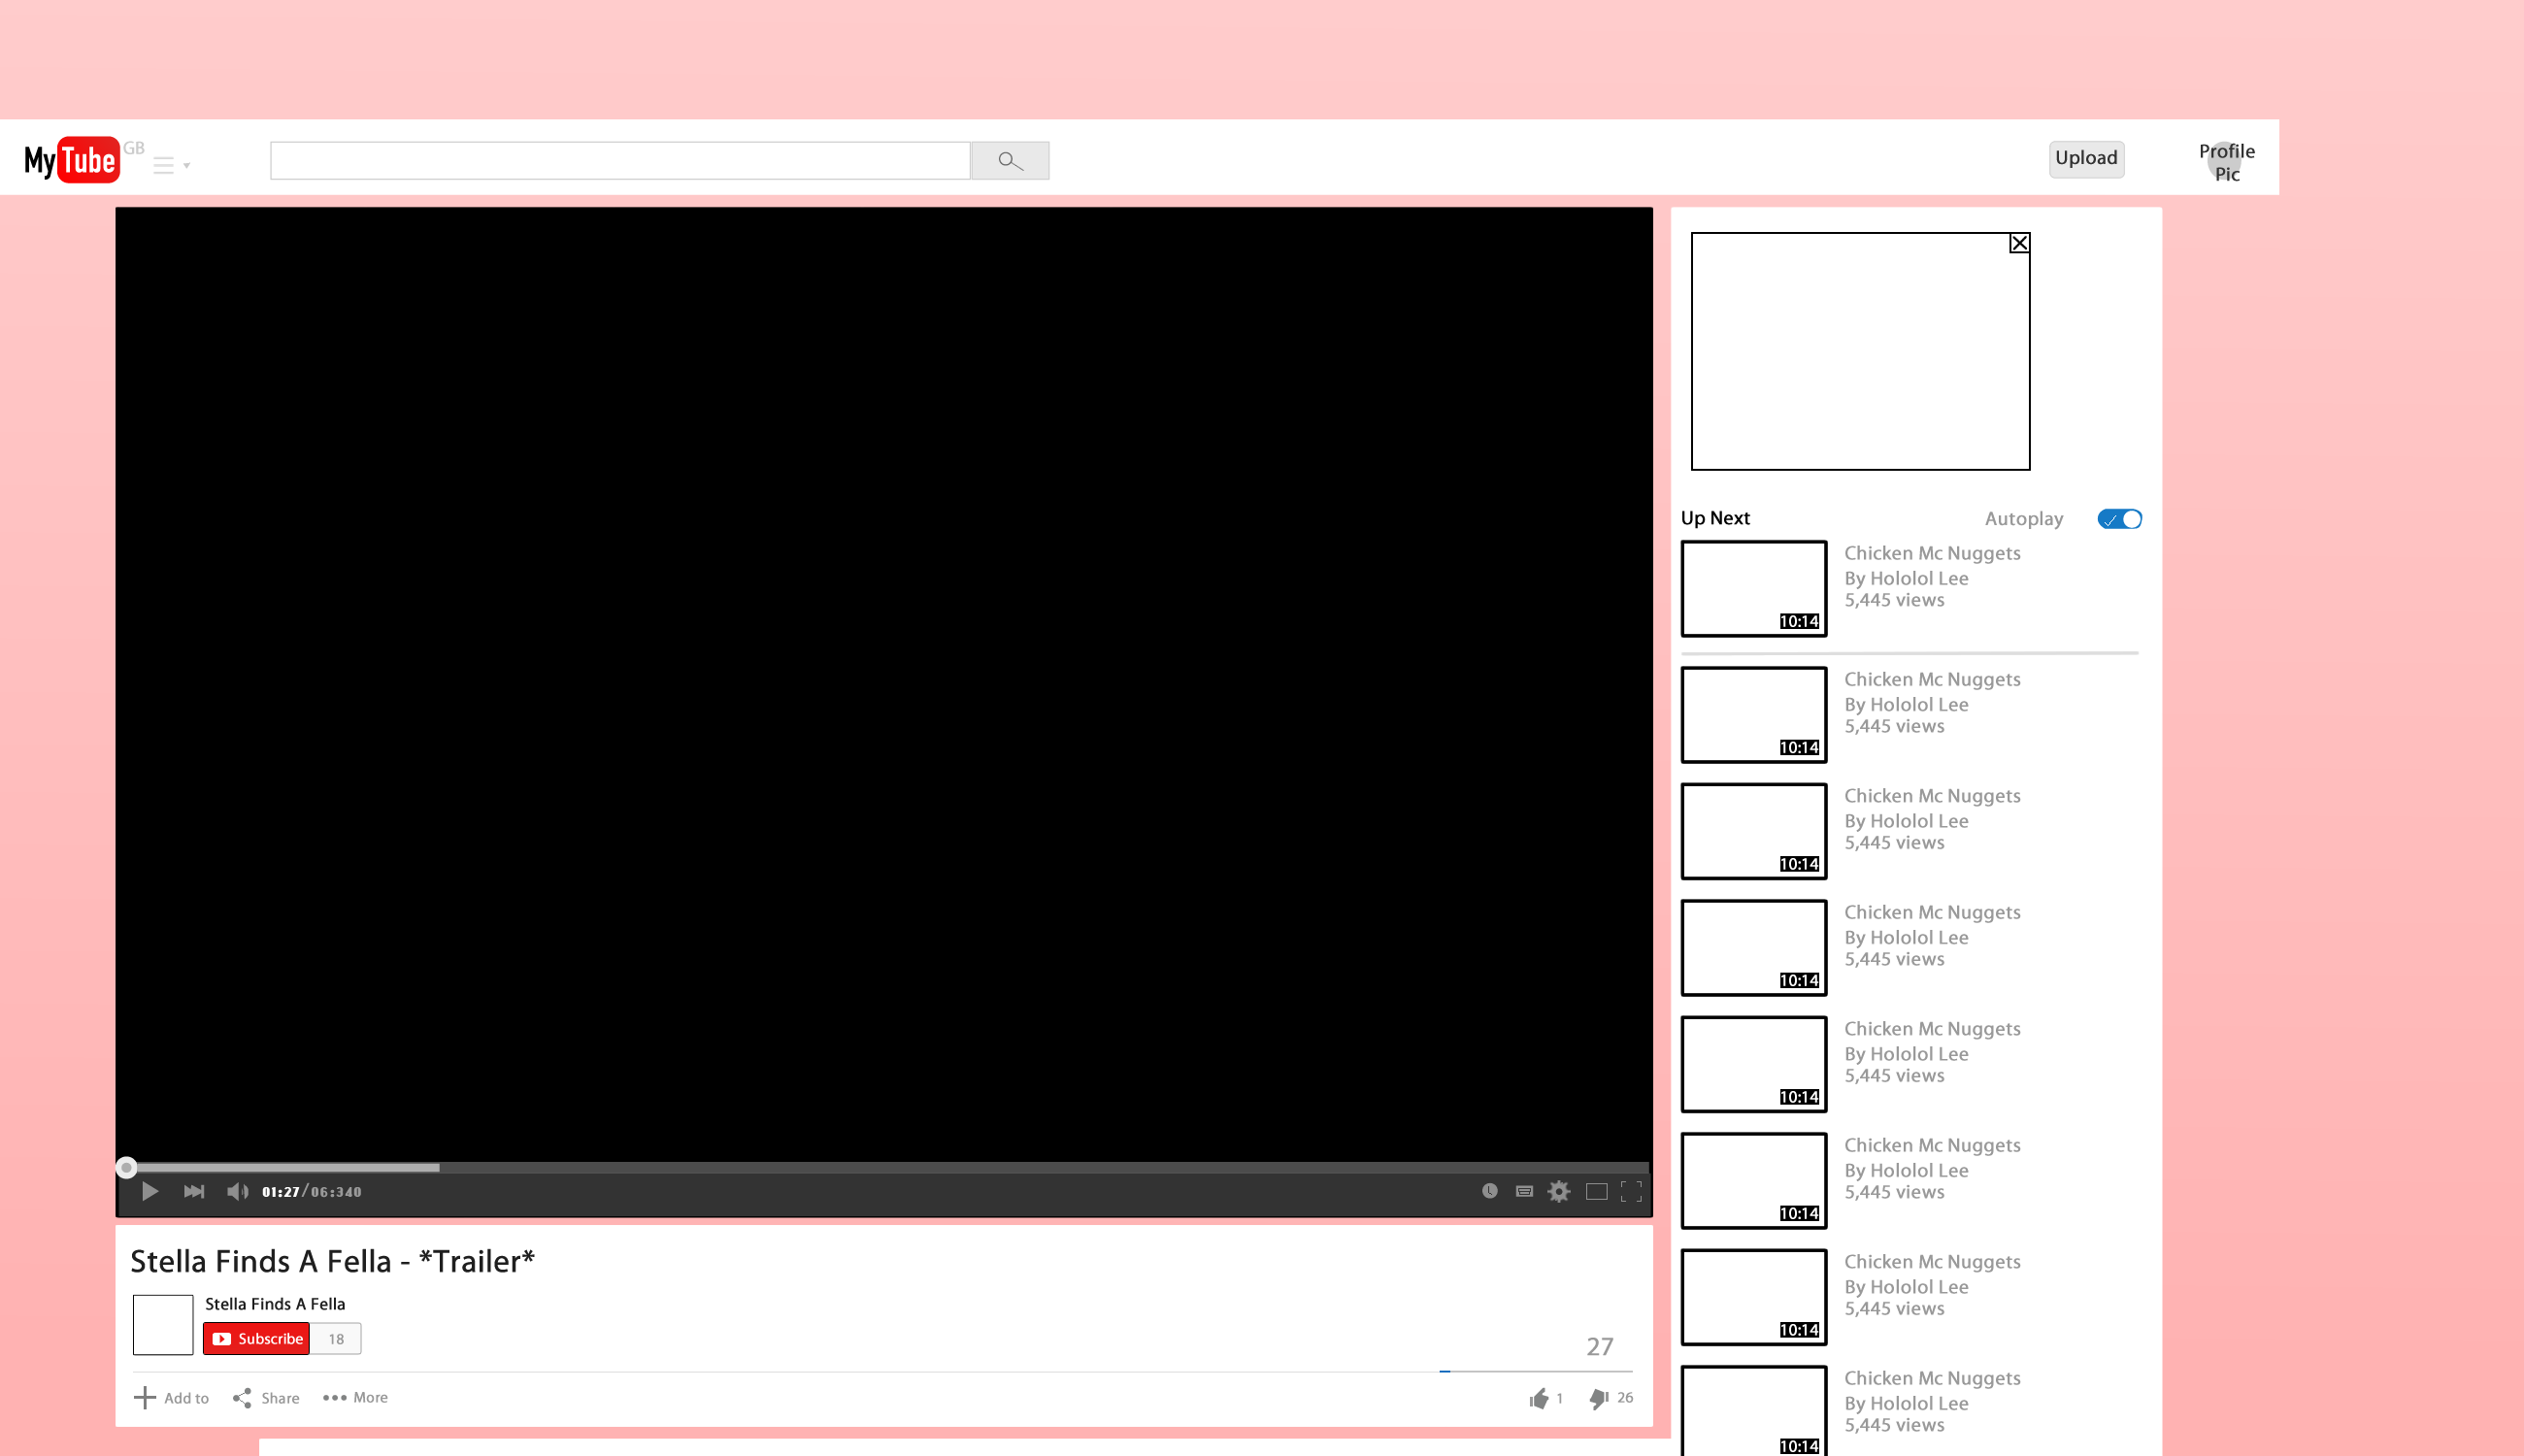 MyTube GB
Upload
Profile
Pic
Up Next
Autoplay
Chicken Mc Nuggets
By Hololol Lee
5,445 views
10:14
Chicken Mc Nuggets
By Hololol Lee
5,445 views
10:14
Chicken Mc Nuggets
By Hololol Lee
5,445 views
10:14
Chicken Mc Nuggets
By Hololol Lee
5,445 views
10:14
Chicken Mc Nuggets
By Hololol Lee
5,445 views
10:14
Chicken Mc Nuggets
By Hololol Lee
5,445 views
10:14
Chicken Mc Nuggets
By Hololol Lee
5,445 views
10:14
Chicken Mc Nuggets
By Hololol Lee
5,445 views
10:14
01:27/06:340
Stella Finds A Fella - *Trailer*
Stella Finds A Fella
Subscribe 18
27
Add to Share More 1 26